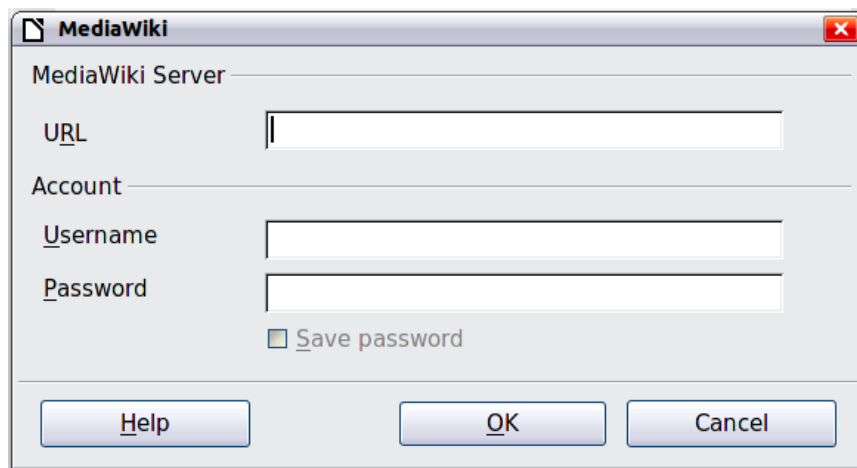 MediaWiki
MediaWiki Server
URL
Account
Username
Password
Save password
Help OK Cancel